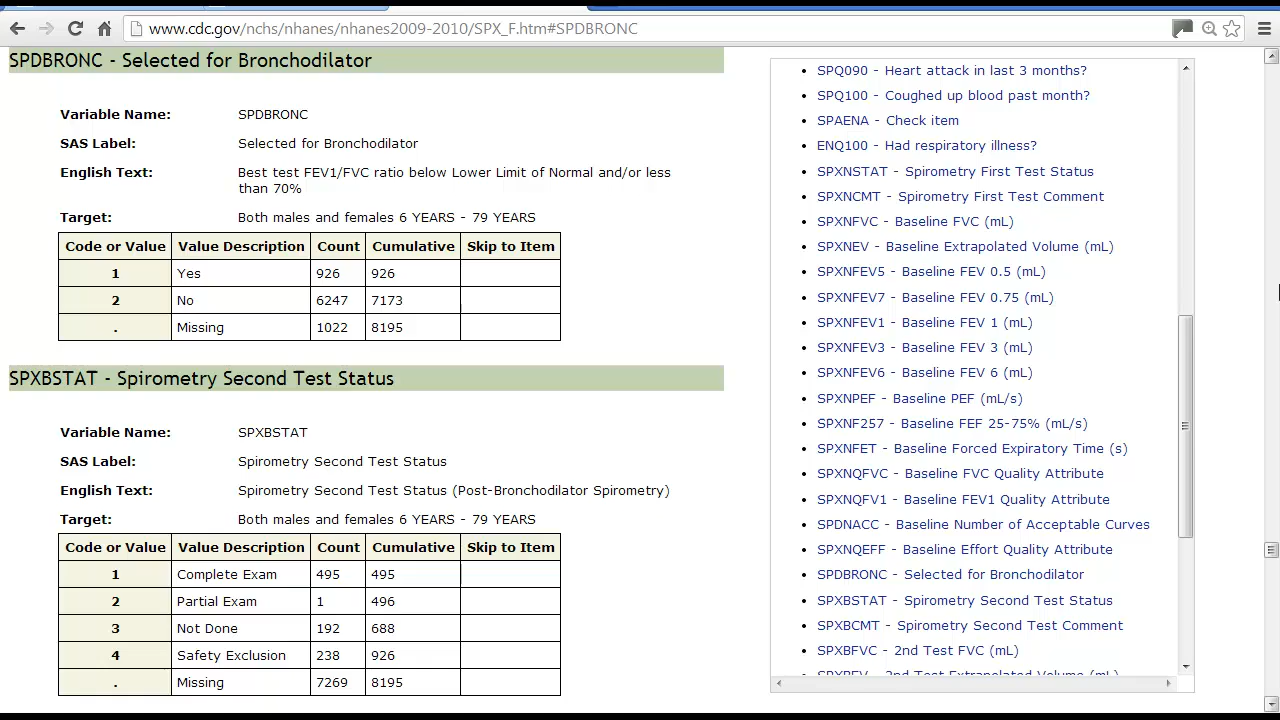 www.cdc.gov/nchs/nhanes/nhanes2009-2010/SPX_F.htm#SPDBRONC
SPDBRONC - Selected for Bronchodilator
Variable Name: SPDBRONC
SAS Label: Selected for Bronchodilator
English Text: Best test FEV1/FVC ratio below Lower Limit of Normal and/or less
than 70%
Target: Both males and females 6 YEARS - 79 YEARS
Code or Value Value Description Count Cumulative Skip to Item
1 Yes 926 926
2 No 6247 7173
. Missing 1022 8195
SPXBSTAT - Spirometry Second Test Status
Variable Name: SPXBSTAT
SAS Label: Spirometry Second Test Status
English Text: Spirometry Second Test Status (Post-Bronchodilator Spirometry)
Target: Both males and females 6 YEARS - 79 YEARS
Code or Value Value Description Count Cumulative Skip to Item
1 Complete Exam 495 495
2 Partial Exam 1 496
3 Not Done 192 688
4 Safety Exclusion 238 926
. Missing 7269 8195
• SPQ090 - Heart attack in last 3 months?
• SPQ100 - Coughed up blood past month?
• SPAENA - Check item
• ENQ100 - Had respiratory illness?
• SPXNSTAT - Spirometry First Test Status
• SPXNCMT - Spirometry First Test Comment
• SPXNFVC - Baseline FVC (mL)
• SPXNEV - Baseline Extrapolated Volume (mL)
• SPXNFEV5 - Baseline FEV 0.5 (mL)
• SPXNFEV7 - Baseline FEV 0.75 (mL)
• SPXNFEV1 - Baseline FEV 1 (mL)
• SPXNFEV3 - Baseline FEV 3 (mL)
• SPXNFEV6 - Baseline FEV 6 (mL)
• SPXNPEF - Baseline PEF (mL/s)
• SPXNF257 - Baseline FEF 25-75% (mL/s)
• SPXNFET - Baseline Forced Expiratory Time (s)
• SPXNQFVC - Baseline FVC Quality Attribute
• SPXNQFV1 - Baseline FEV1 Quality Attribute
• SPDNACC - Baseline Number of Acceptable Curves
• SPXNQEFF - Baseline Effort Quality Attribute
• SPDBRONC - Selected for Bronchodilator
• SPXBSTAT - Spirometry Second Test Status
• SPXBCMT - Spirometry Second Test Comment
• SPXBFVC - 2nd Test FVC (mL)
• SPXBEV - 2nd Test Extrapolated Volume (mL)